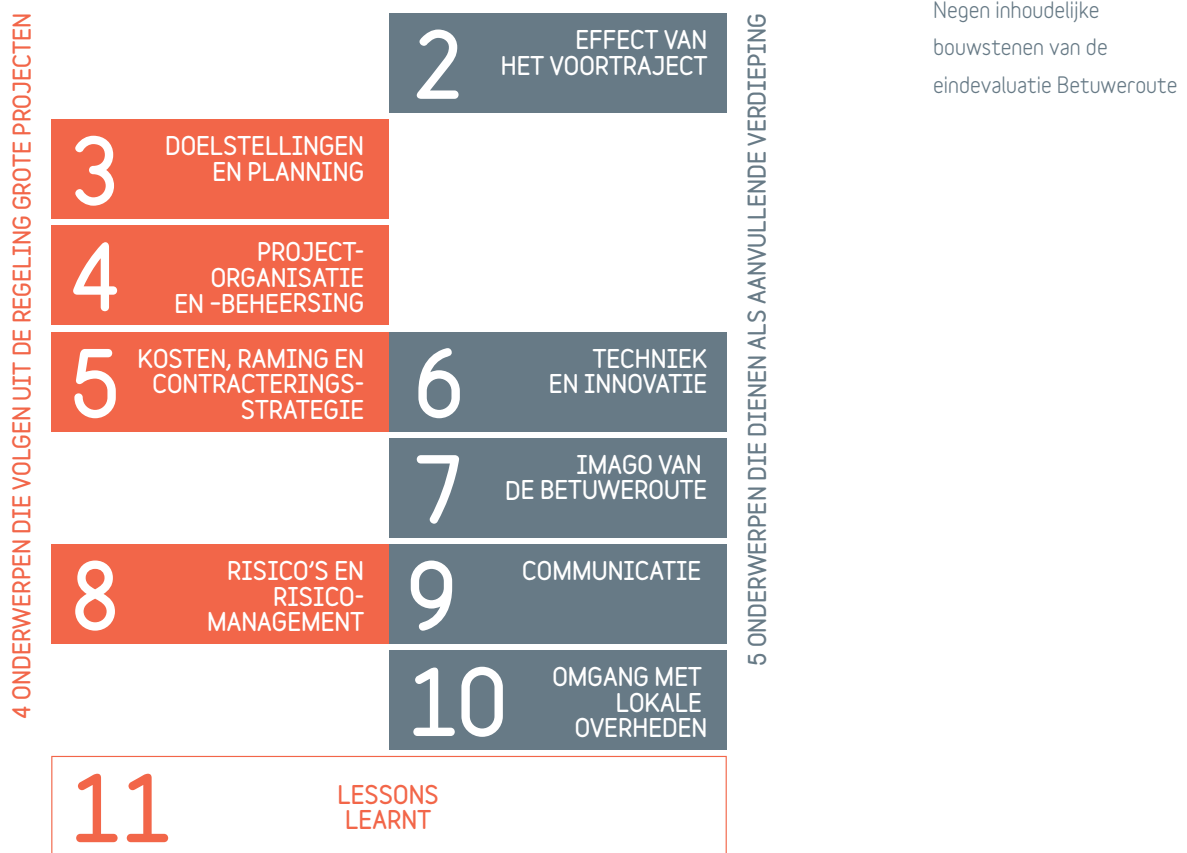 4 ONDERWERPEN DIE VOLGEN UIT DE REGELING GROTE PROJECTEN
2
EFFECT VAN
HET VOORTRAJECT
3
DOELSTELLINGEN
EN PLANNING
4
PROJECT-
ORGANISATIE
EN -BEHEERSING
5
KOSTEN, RAMING EN
CONTRACTERINGS-
STRATEGIE
6
TECHNIEK
EN INNOVATIE
7
IMAGO VAN
DE BETUWEROUTE
8
RISICO'S EN
RISICO-
MANAGEMENT
9
COMMUNICATIE
10
OMGANG MET
LOKALE
OVERHEDEN
11
LESSONS
LEARNT
5 ONDERWERPEN DIE DIENEN ALS AANVULLENDE VERDIEPING
Negen inhoudelijke
bouwstenen van de
eindevaluatie Betuweroute